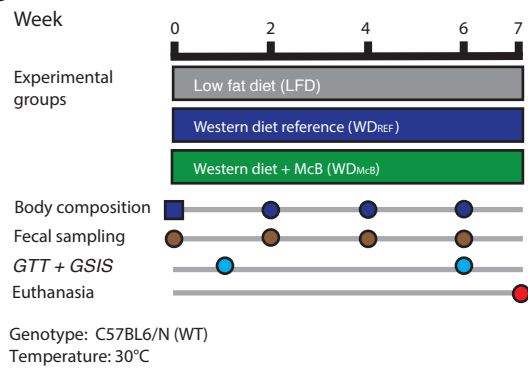 Week
0 2 4 6 7
Experimental
groups
Low fat diet (LFD)
Western diet reference (WDREF)
Western diet + McB (WDMcB)
Body composition
Fecal sampling
GTT + GSIS
Euthanasia
Genotype: C57BL6/N (WT)
Temperature: 30°C